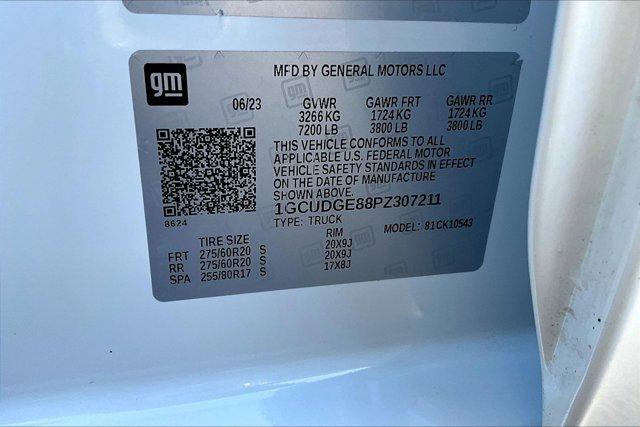 gm
MFD BY GENERAL MOTORS LLC
06/23 GVWR GAWR FRT GAWR RR
3266 KG 1724 KG 1724 KG
7200 LB 3800 LB 3800 LB
THIS VEHICLE CONFORMS TO ALL
APPLICABLE U.S. FEDERAL MOTOR
VEHICLE SAFETY STANDARDS IN EFFECT
ON THE DATE OF MANUFACTURE
SHOWN ABOVE.
1GCUDGE88PZ307211
8624
TYPE: TRUCK MODEL: 81CK10543
TIRE SIZE RIM
FRT 275/60R20 S 20X9J
RR 275/60R20 S 20X9J
SPA 255/80R17 S 17X8J